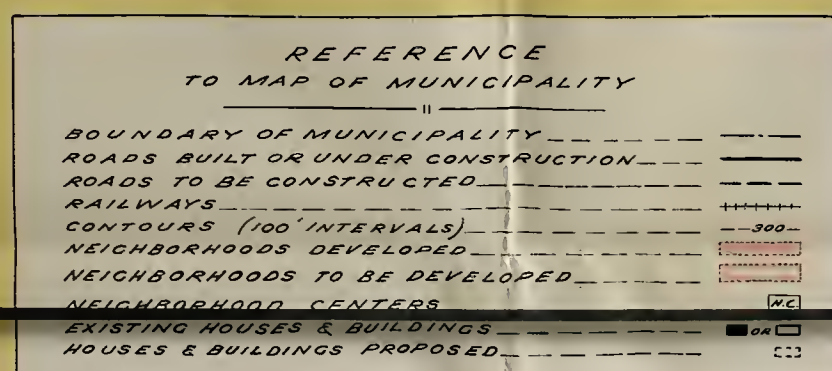 REFERENCE
TO MAP OF MUNICIPALITY
BOUNDARY OF MUNICIPALITY
ROADS BUILT OR UNDER CONSTRUCTION
ROADS TO BE CONSTRUCTED
RAILWAYS
CONTOURS (100' INTERVALS) 300
NEIGHBORHOODS DEVELOPED
NEIGHBORHOODS TO BE DEVELOPED
NEIGHBORHOOD CENTERS N.C.
EXISTING HOUSES & BUILDINGS OR
HOUSES & BUILDINGS PROPOSED